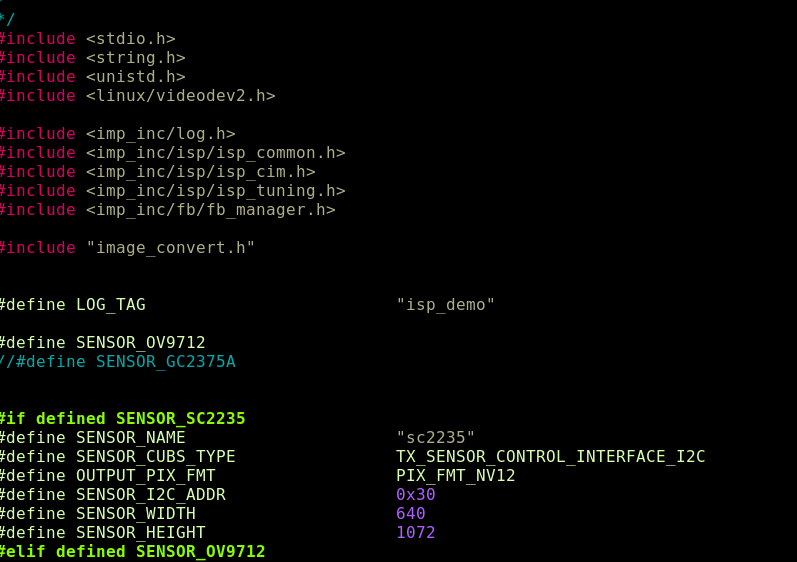 */
#include <stdio.h>
#include <string.h>
#include <unistd.h>
#include <linux/videodev2.h>
#include <imp_inc/log.h>
#include <imp_inc/isp/isp_common.h>
#include <imp_inc/isp/isp_cim.h>
#include <imp_inc/isp/isp_tuning.h>
#include <imp_inc/fb/fb_manager.h>
#include "image_convert.h"
#define LOG_TAG "isp_demo"
#define SENSOR_OV9712
//#define SENSOR_GC2375A
#if defined SENSOR_SC2235
#define SENSOR_NAME "sc2235"
#define SENSOR_CUBS_TYPE TX_SENSOR_CONTROL_INTERFACE_I2C
#define OUTPUT_PIX_FMT PIX_FMT_NV12
#define SENSOR_I2C_ADDR 0x30
#define SENSOR_WIDTH 640
#define SENSOR_HEIGHT 1072
#elif defined SENSOR_OV9712